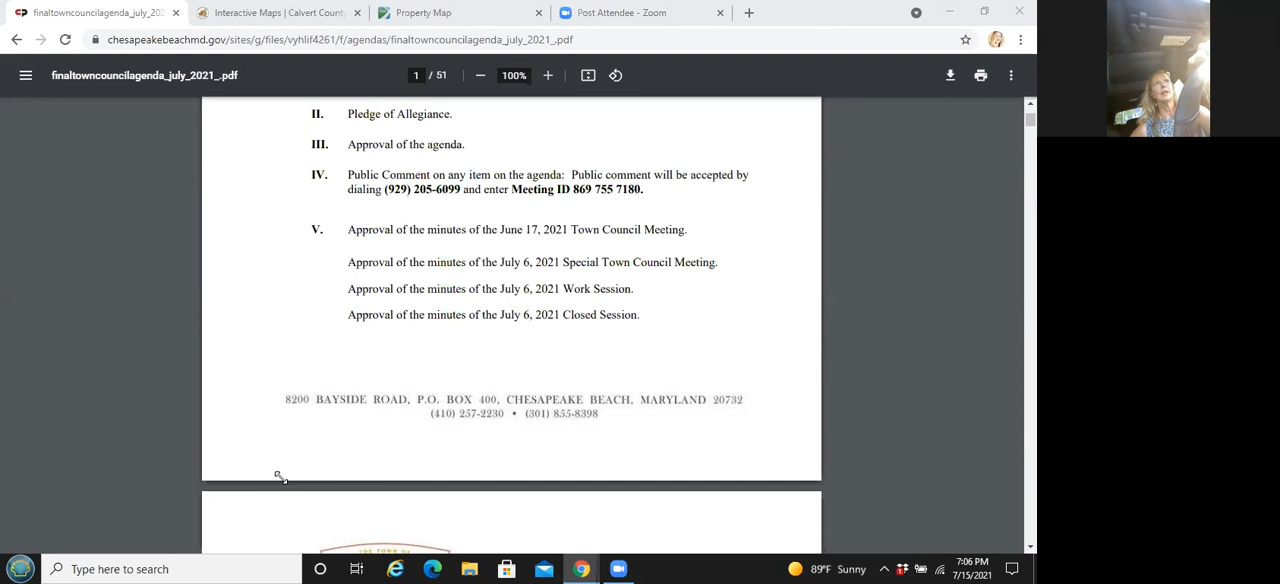 finaltowncouncilagenda_july_202
Interactive Maps | Calvert County
Property Map
Post Attendee - Zoom
chesapeakebeachmd.gov/sites/g/files/vyhlif4261/f/agendas/finaltowncouncilagenda_july_2021_.pdf
finaltowncouncilagenda_july_2021_.pdf
1 / 51
100%
II. Pledge of Allegiance.
III. Approval of the agenda.
IV. Public Comment on any item on the agenda: Public comment will be accepted by
dialing (929) 205-6099 and enter Meeting ID 869 755 7180.
V. Approval of the minutes of the June 17, 2021 Town Council Meeting.
Approval of the minutes of the July 6, 2021 Special Town Council Meeting.
Approval of the minutes of the July 6, 2021 Work Session.
Approval of the minutes of the July 6, 2021 Closed Session.
8200 BAYSIDE ROAD, P.O. BOX 400, CHESAPEAKE BEACH, MARYLAND 20732
(410) 257-2230 • (301) 855-8398
THE TOWN OF
Type here to search
89°F Sunny
7:06 PM
7/15/2021